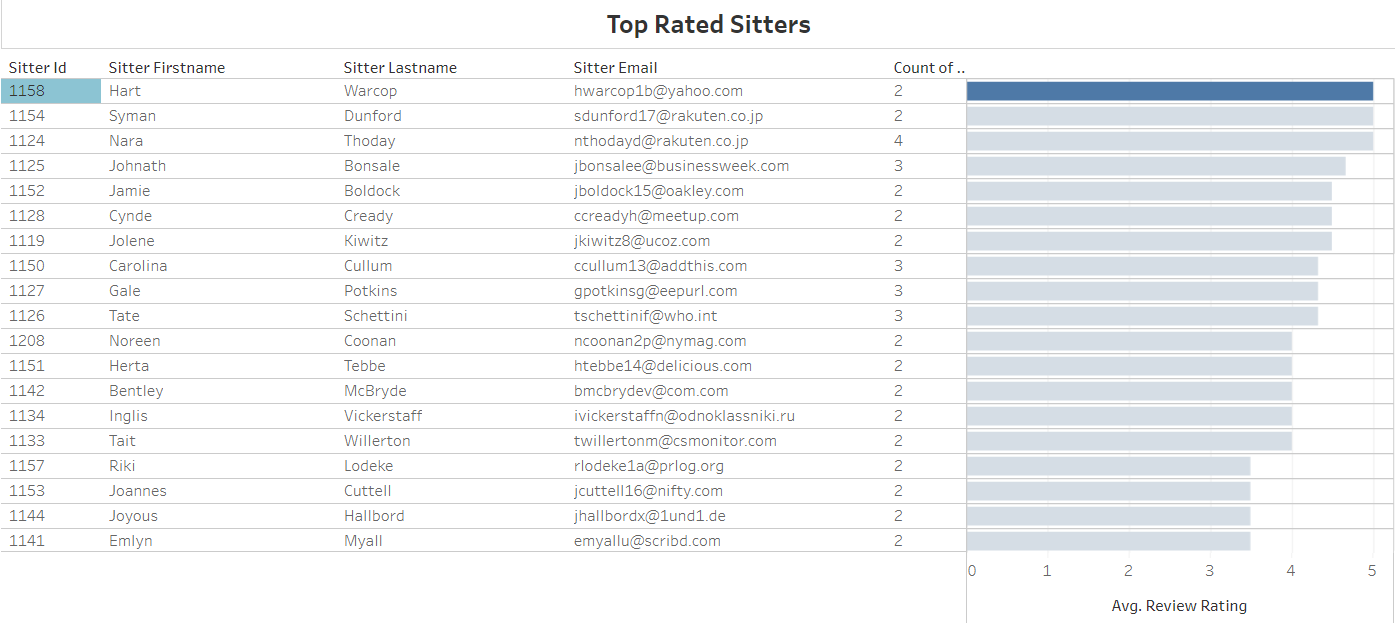 Top Rated Sitters
Sitter Id Sitter Firstname Sitter Lastname Sitter Email Count of ..
1158 Hart Warcop hwarcop1b@yahoo.com 2
1154 Syman Dunford sdunford17@rakuten.co.jp 2
1124 Nara Thoday nthodayd@rakuten.co.jp 4
1125 Johnath Bonsale jbonsalee@businessweek.com 3
1152 Jamie Boldock jboldock15@oakley.com 2
1128 Cynde Cready ccreadyh@meetup.com 2
1119 Jolene Kiwitz jkiwitz8@ucoz.com 2
1150 Carolina Cullum ccullum13@addthis.com 3
1127 Gale Potkins gpotkinsg@eepurl.com 3
1126 Tate Schettini tschettinif@who.int 3
1208 Noreen Coonan ncoonan2p@nymag.com 2
1151 Herta Tebbe htebbe14@delicious.com 2
1142 Bentley McBryde bmcbrydev@com.com 2
1134 Inglis Vickerstaff ivickerstaffn@odnoklassniki.ru 2
1133 Tait Willerton twillertonm@csmonitor.com 2
1157 Riki Lodeke rlodeke1a@prlog.org 2
1153 Joannes Cuttell jcuttell16@nifty.com 2
1144 Joyous Hallbord jhallbordx@1und1.de 2
1141 Emlyn Myall emyallu@scribd.com 2
0 1 2 3 4 5
Avg. Review Rating